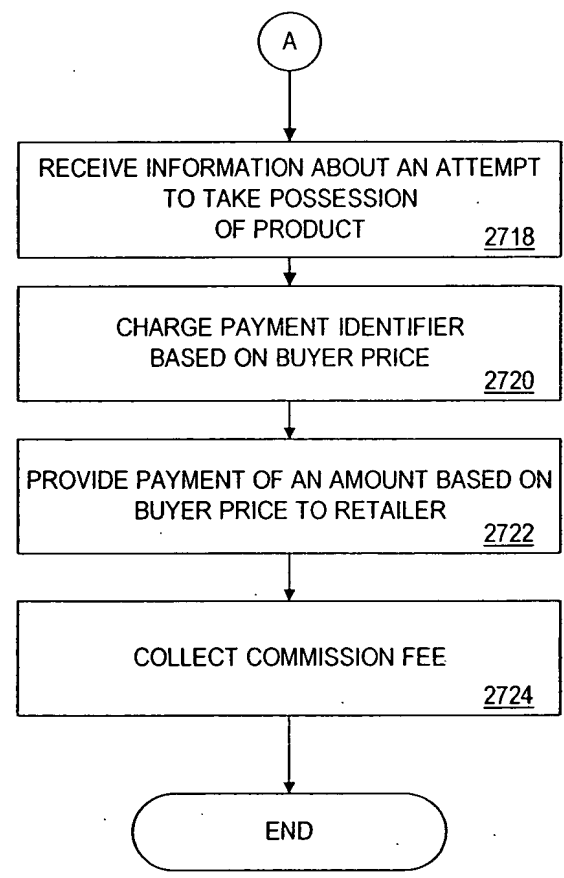 A
RECEIVE INFORMATION ABOUT AN ATTEMPT
TO TAKE POSSESSION
OF PRODUCT
2718
CHARGE PAYMENT IDENTIFIER
BASED ON BUYER PRICE
2720
PROVIDE PAYMENT OF AN AMOUNT BASED ON
BUYER PRICE TO RETAILER
2722
COLLECT COMMISSION FEE
2724
END